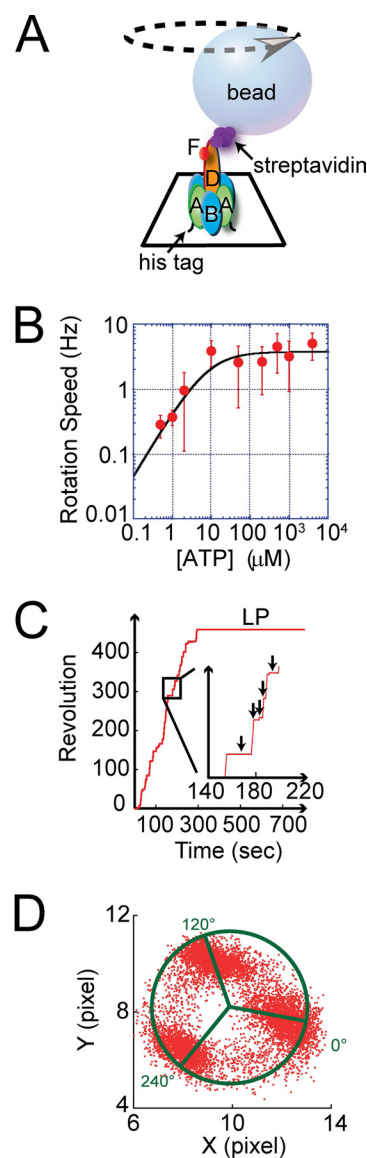 A
bead
F
streptavidin
D
A
B
A
his tag
B
Rotation Speed (Hz)
10
1
0.1
0.01
0.1
1
10
100
10³
10⁴
[ATP] (μM)
C
LP
Revolution
400
300
200
100
0
140
180
220
100
300
500
700
Time (sec)
D
Y (pixel)
12
8
4
120°
0°
240°
6
10
14
X (pixel)